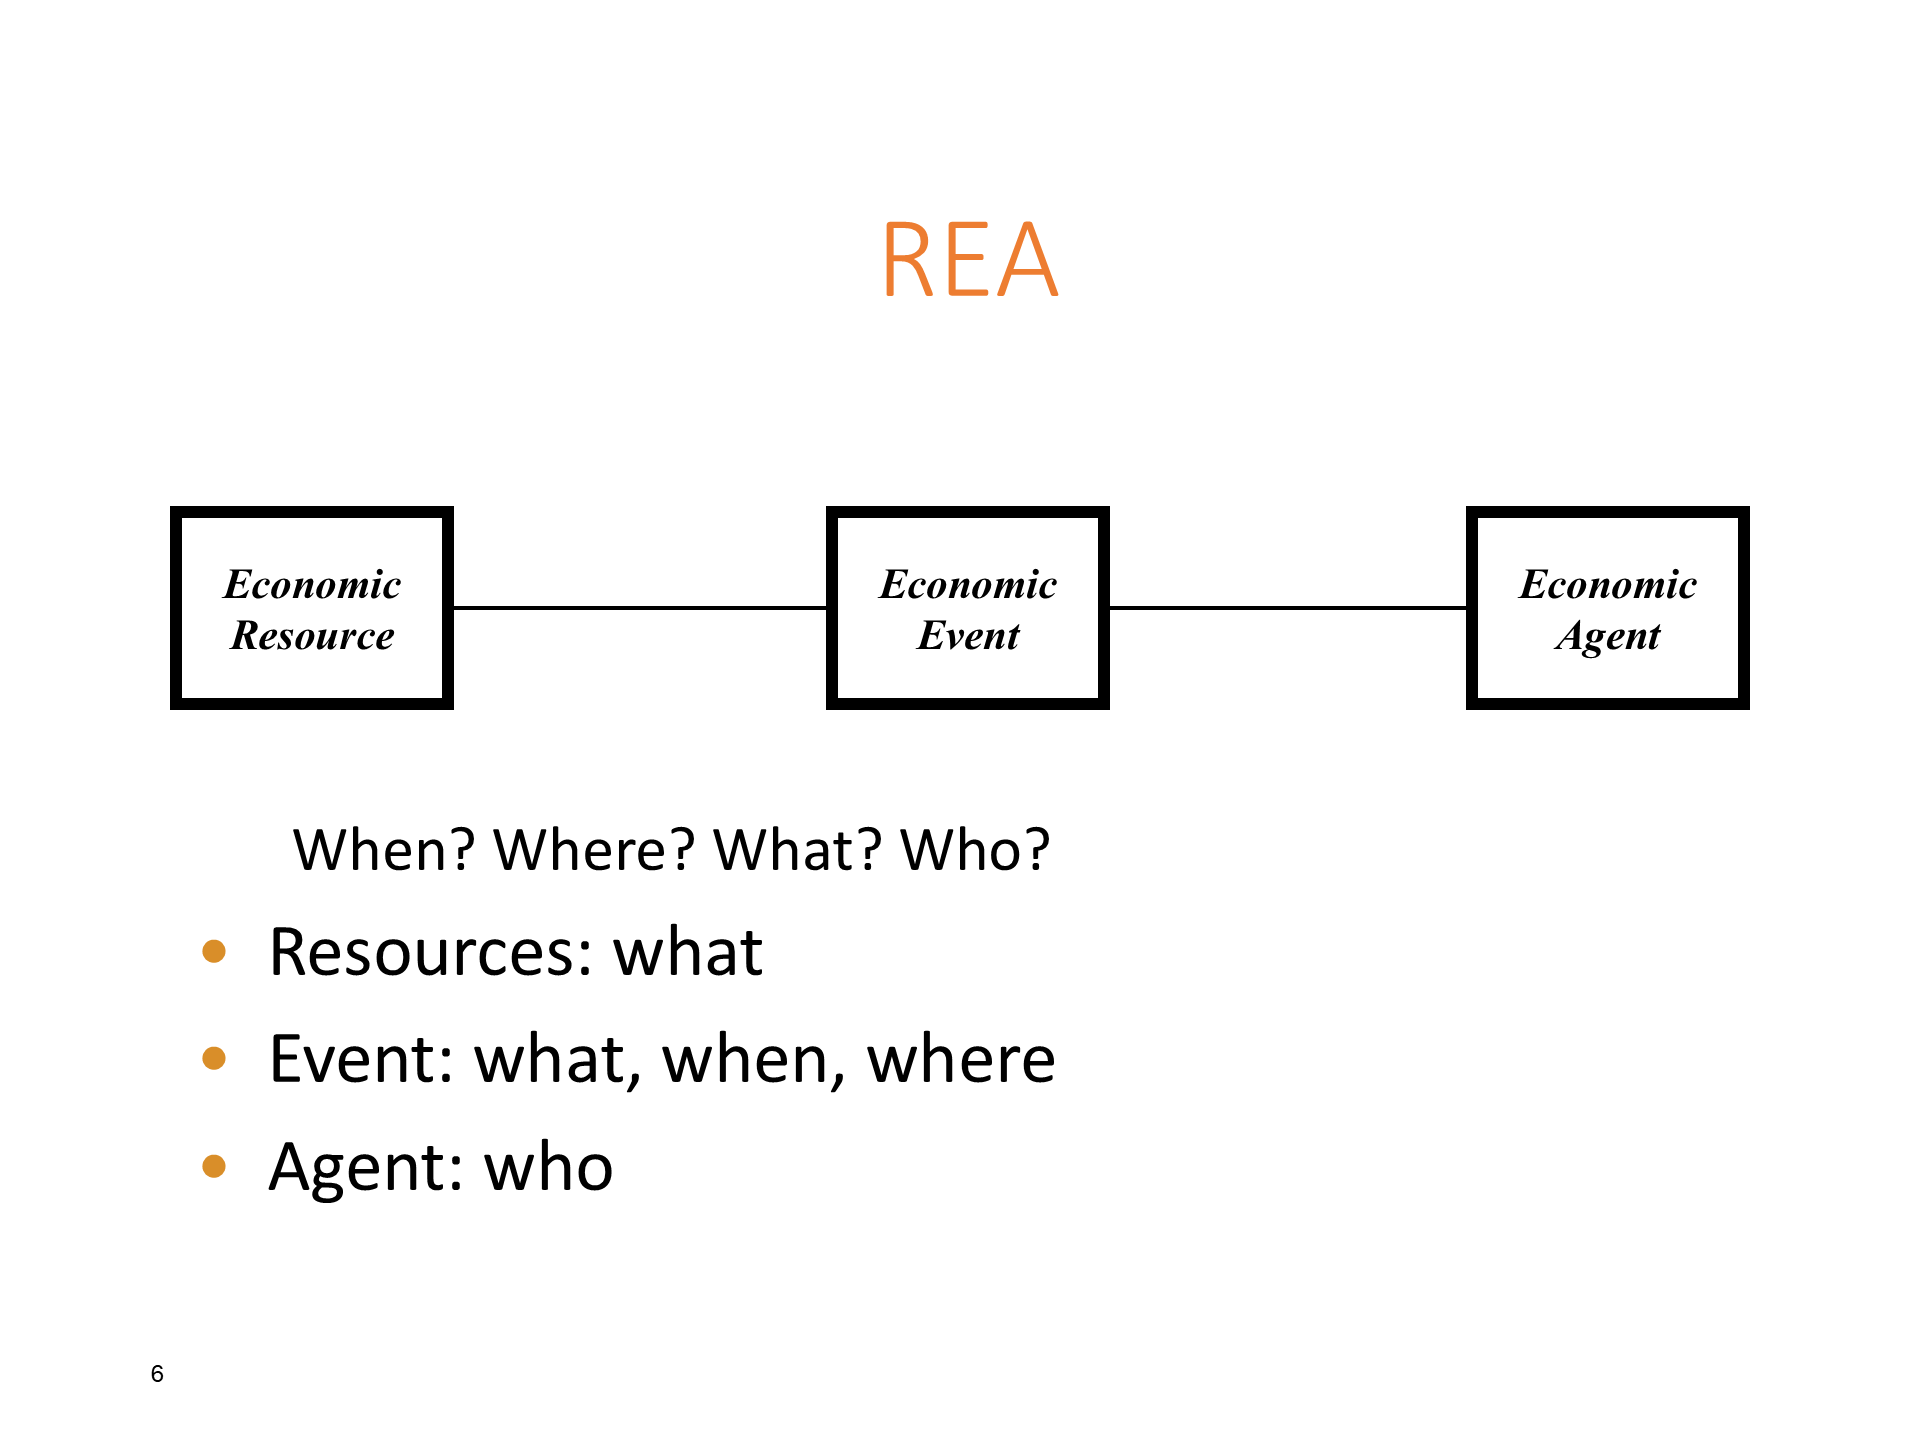 REA
Economic
Resource
Economic
Event
Economic
Agent
When? Where? What? Who?
• Resources: what
• Event: what, when, where
• Agent: who
6